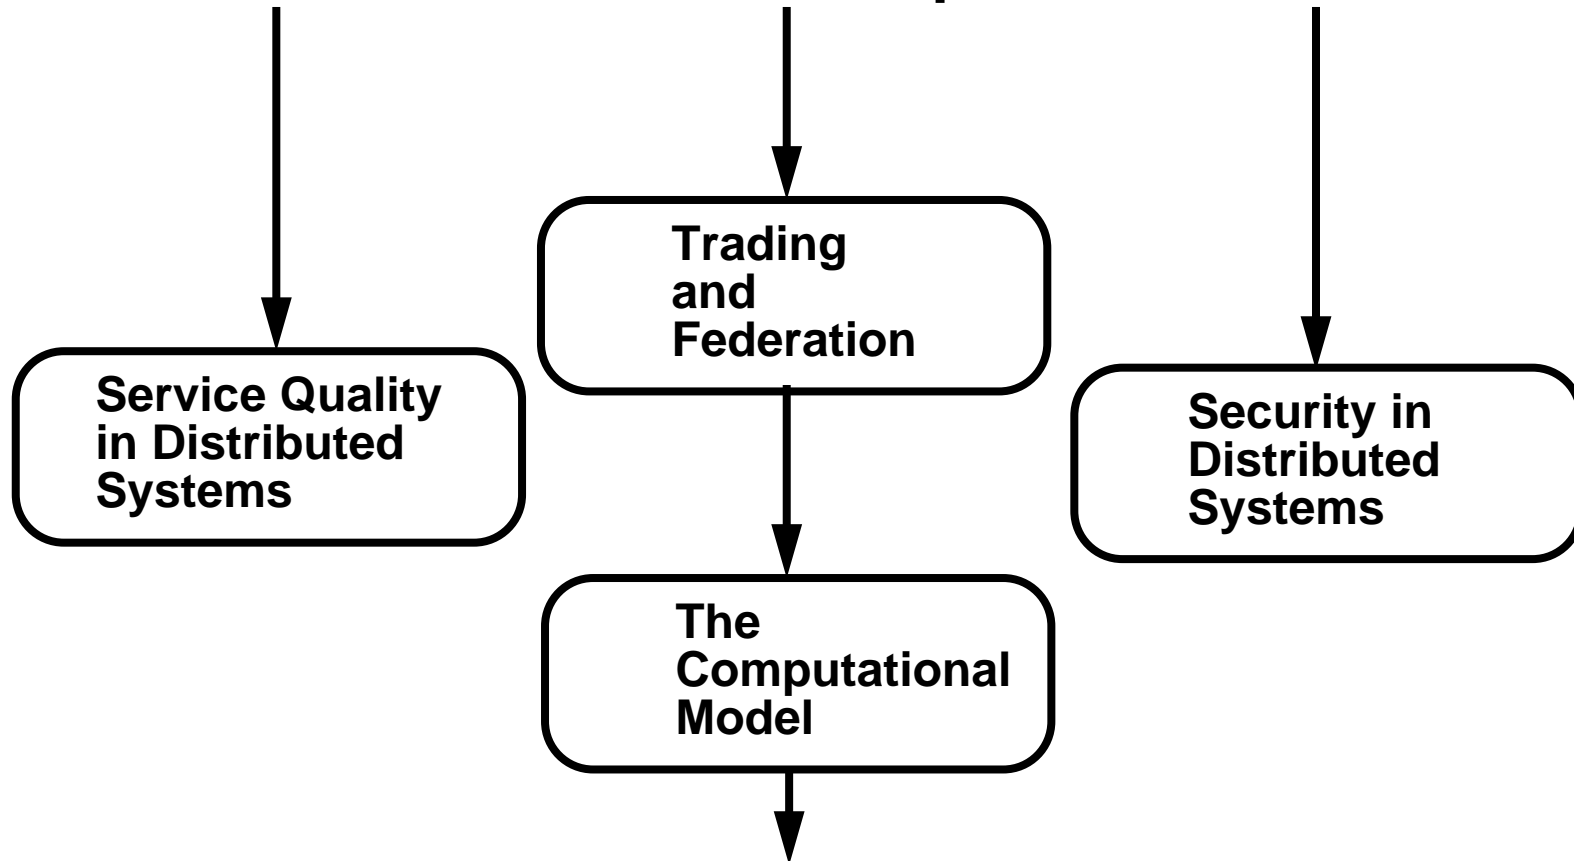 Trading
and
Federation
Service Quality
in Distributed
Systems
Security in
Distributed
Systems
The
Computational
Model